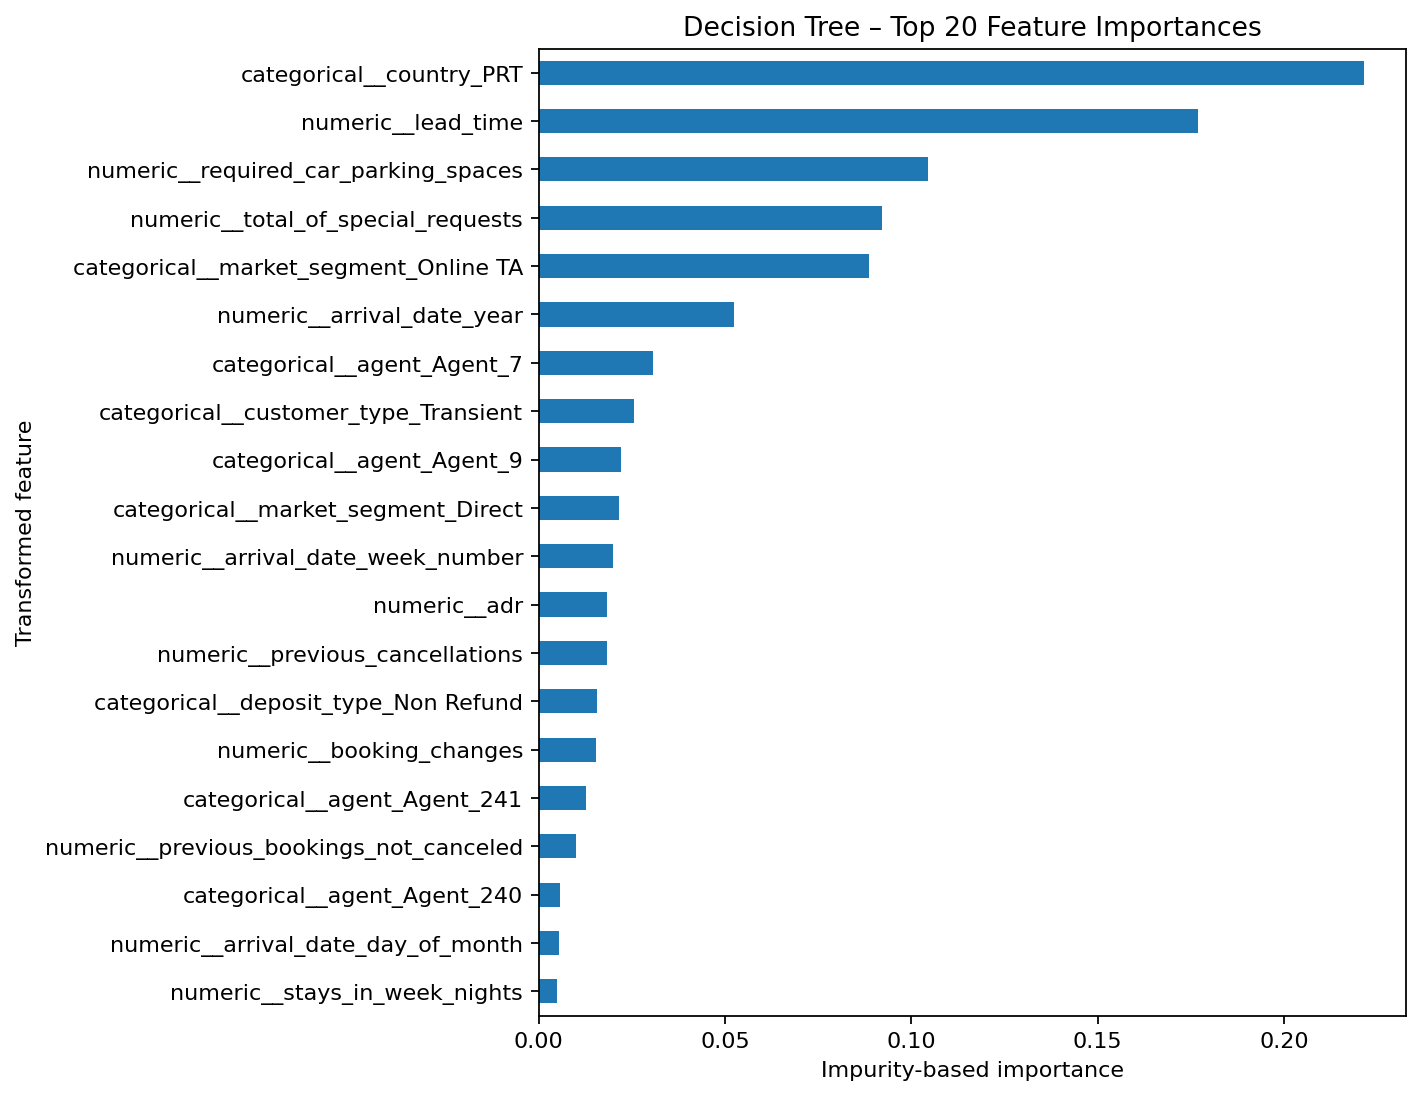 Decision Tree – Top 20 Feature Importances
Transformed feature
categorical__country_PRT
numeric__lead_time
numeric__required_car_parking_spaces
numeric__total_of_special_requests
categorical__market_segment_Online TA
numeric__arrival_date_year
categorical__agent_Agent_7
categorical__customer_type_Transient
categorical__agent_Agent_9
categorical__market_segment_Direct
numeric__arrival_date_week_number
numeric__adr
numeric__previous_cancellations
categorical__deposit_type_Non Refund
numeric__booking_changes
categorical__agent_Agent_241
numeric__previous_bookings_not_canceled
categorical__agent_Agent_240
numeric__arrival_date_day_of_month
numeric__stays_in_week_nights
0.00 0.05 0.10 0.15 0.20
Impurity-based importance